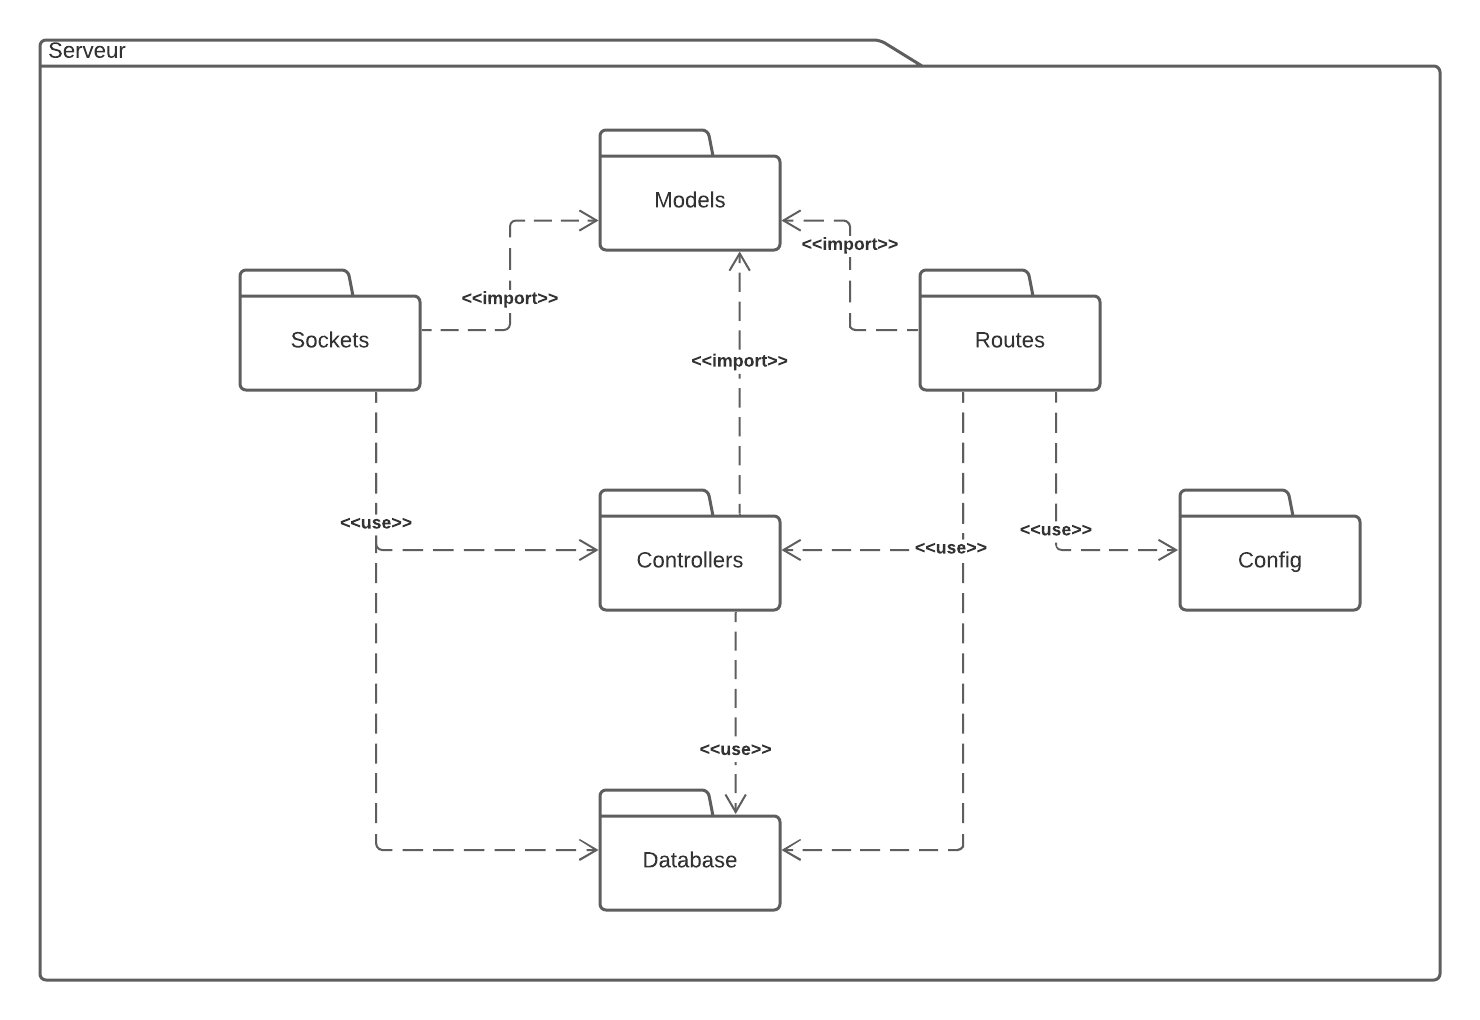 Serveur
Models
<<import>>
<<import>>
Sockets
Routes
<<import>>
<<use>>
<<use>>
<<use>>
Controllers
Config
<<use>>
Database